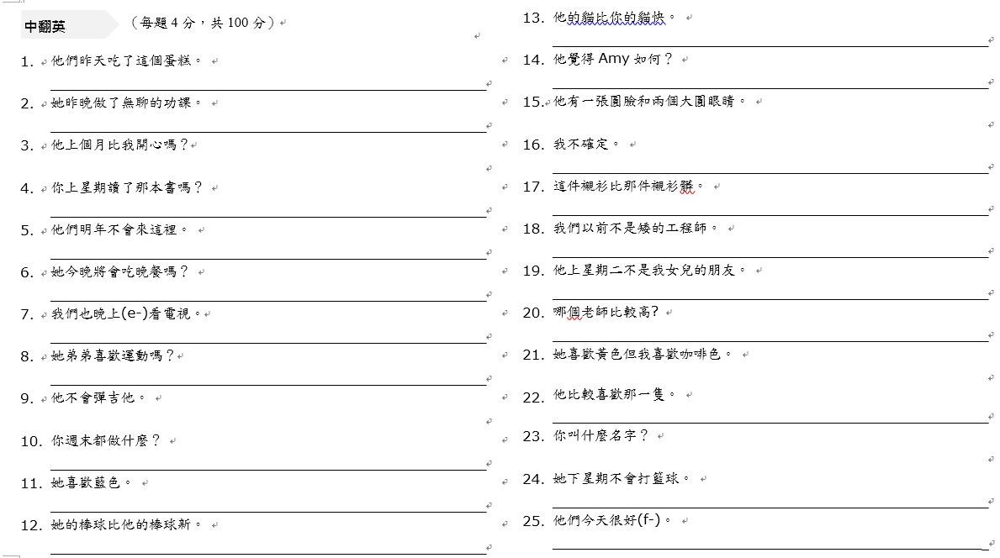 中翻英 （每題 4 分，共 100 分）
1. 他們昨天吃了這個蛋糕。
2. 她昨晚做了無聊的功課。
3. 他上個月比我開心嗎？
4. 你上星期讀了那本書嗎？
5. 他們明年不會來這裡。
6. 她今晚將會吃晚餐嗎？
7. 我們也晚上(e-)看電視。
8. 她弟弟喜歡運動嗎？
9. 他不會彈吉他。
10. 你週末都做什麼？
11. 她喜歡藍色。
12. 她的棒球比他的棒球新。
13. 他的貓比你的貓快。
14. 他覺得 Amy 如何？
15. 他有一張圓臉和兩個大圓眼睛。
16. 我不確定。
17. 這件襯衫比那件襯衫髒。
18. 我們以前不是矮的工程師。
19. 他上星期二不是我女兒的朋友。
20. 哪個老師比較高?
21. 她喜歡黃色但我喜歡咖啡色。
22. 他比較喜歡那一隻。
23. 你叫什麼名字？
24. 她下星期不會打籃球。
25. 他們今天很好(f-)。